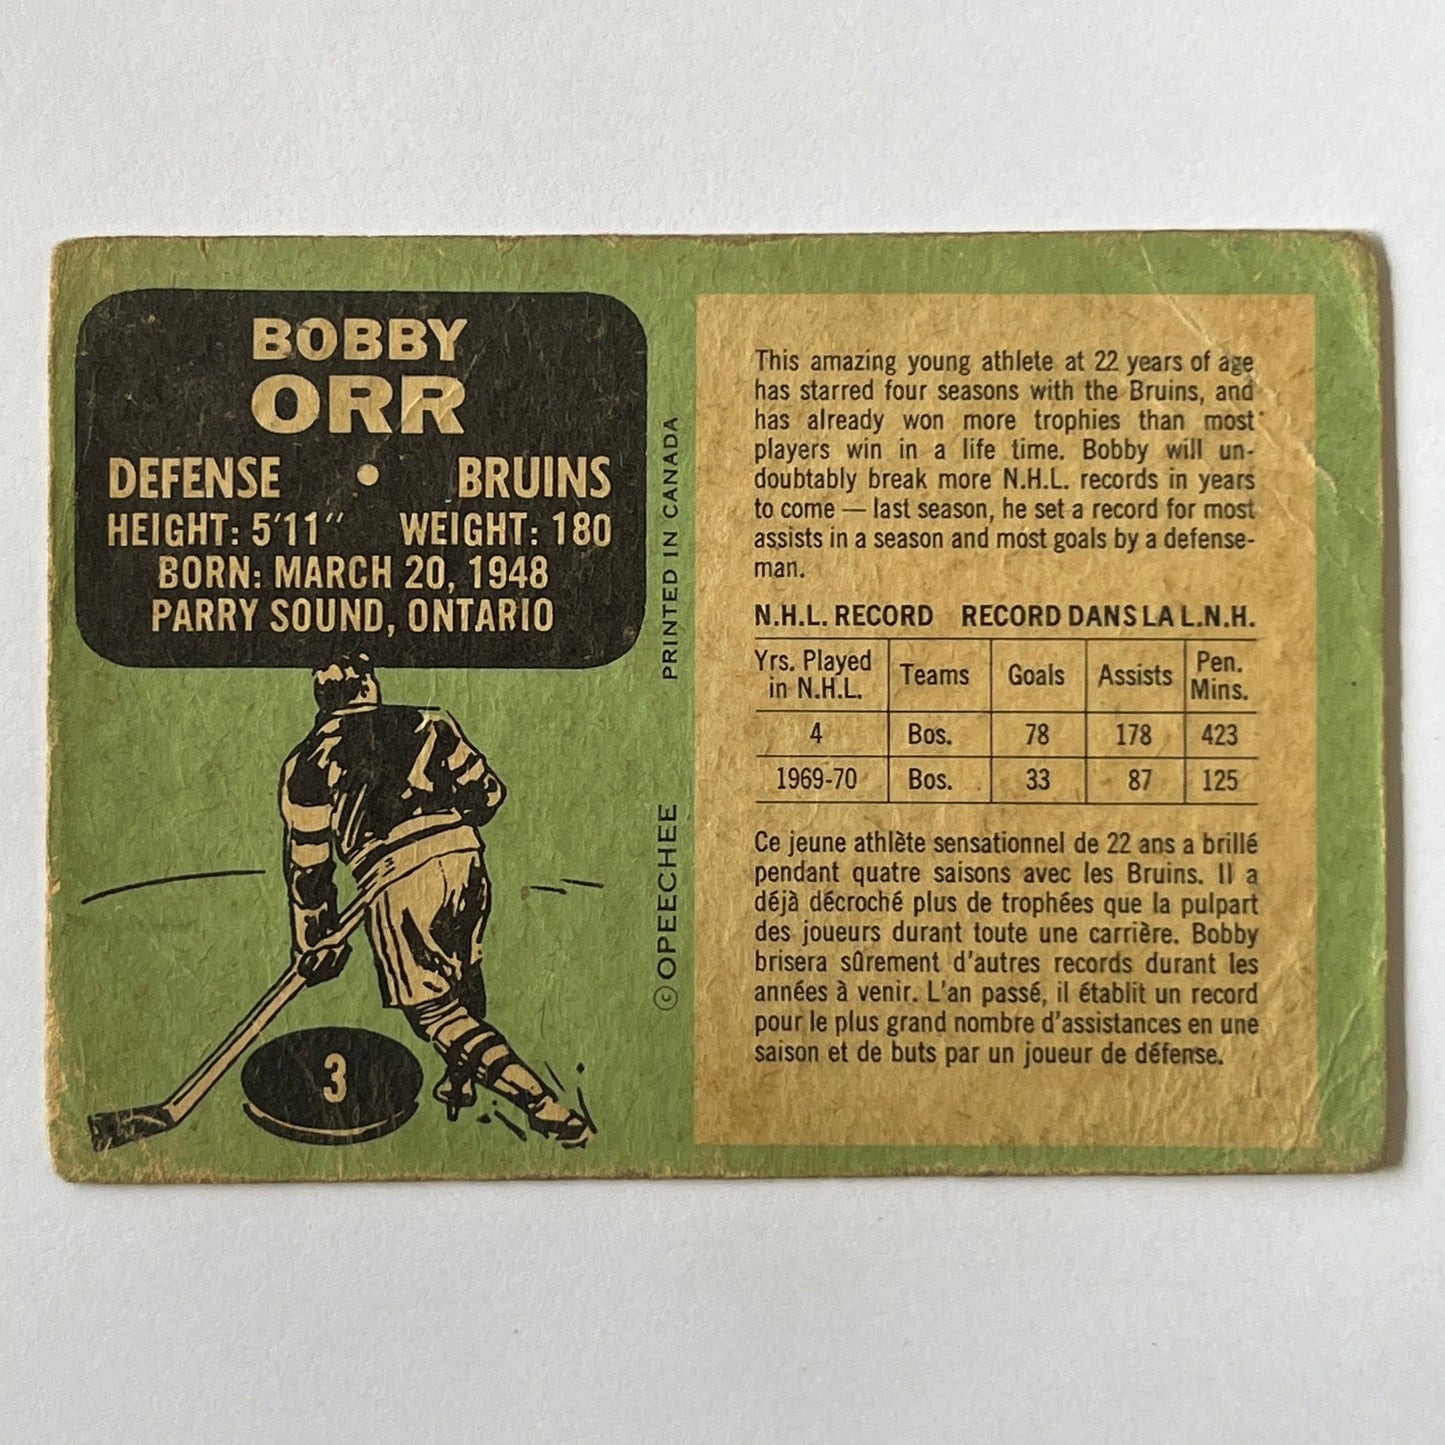 BOBBY
ORR
DEFENSE • BRUINS
HEIGHT: 5'11" WEIGHT: 180
BORN: MARCH 20, 1948
PARRY SOUND, ONTARIO
3
© OPEECHEE PRINTED IN CANADA
This amazing young athlete at 22 years of age
has starred four seasons with the Bruins, and
has already won more trophies than most
players win in a life time. Bobby will un-
doubtably break more N.H.L. records in years
to come — last season, he set a record for most
assists in a season and most goals by a defense-
man.
N.H.L. RECORD RECORD DANS LA L.N.H.
Yrs. Played in N.H.L. Teams Goals Assists Pen. Mins.
4 Bos. 78 178 423
1969-70 Bos. 33 87 125
Ce jeune athlète sensationnel de 22 ans a brillé
pendant quatre saisons avec les Bruins. Il a
déjà décroché plus de trophées que la pulpart
des joueurs durant toute une carrière. Bobby
brisera sûrement d'autres records durant les
années à venir. L'an passé, il établit un record
pour le plus grand nombre d'assistances en une
saison et de buts par un joueur de défense.